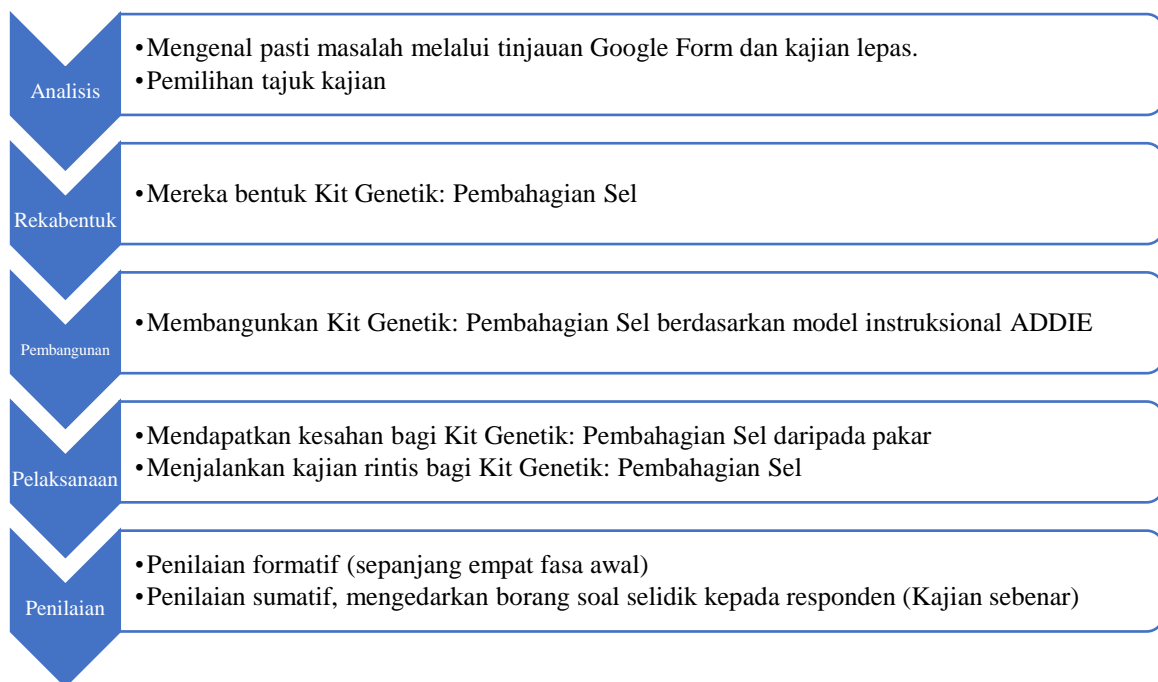 Analisis
•Mengenal pasti masalah melalui tinjauan Google Form dan kajian lepas.
•Pemilihan tajuk kajian
Rekabentuk
•Mereka bentuk Kit Genetik: Pembahagian Sel
Pembangunan
•Membangunkan Kit Genetik: Pembahagian Sel berdasarkan model instruksional ADDIE
Pelaksanaan
•Mendapatkan kesahan bagi Kit Genetik: Pembahagian Sel daripada pakar
•Menjalankan kajian rintis bagi Kit Genetik: Pembahagian Sel
Penilaian
•Penilaian formatif (sepanjang empat fasa awal)
•Penilaian sumatif, mengedarkan borang soal selidik kepada responden (Kajian sebenar)